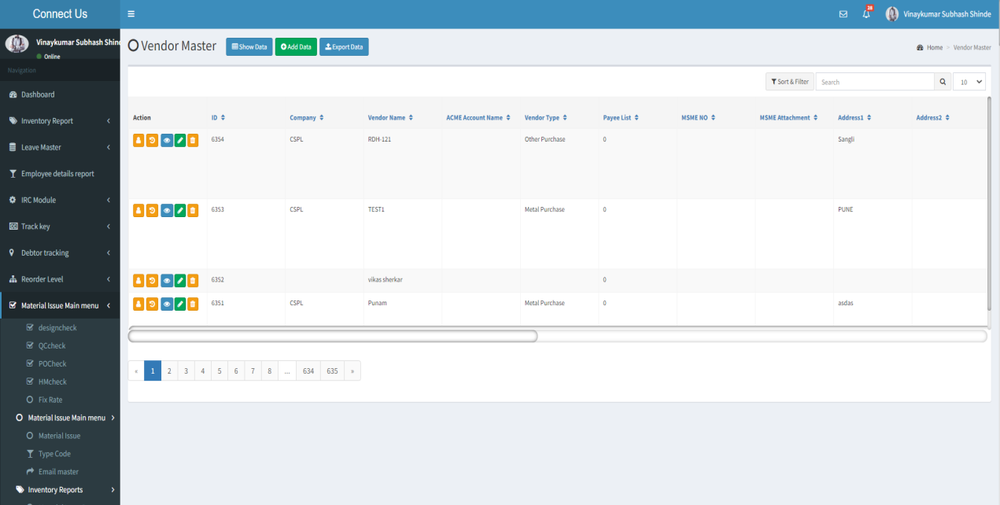 Connect Us
28
Vinaykumar Subhash Shinde
Vinaykumar Subhash Shind
Online
Navigation
Dashboard
Inventory Report
Leave Master
Employee details report
IRC Module
Track key
Debtor tracking
Reorder Level
Material Issue Main menu
designcheck
QCcheck
POCheck
HMcheck
Fix Rate
Material Issue Main menu
Material Issue
Type Code
Email master
Inventory Reports
Vendor Master
Show Data
Add Data
Export Data
Home > Vendor Master
Sort & Filter
Search
10
Action ID Company Vendor Name ACME Account Name Vendor Type Payee List MSME NO MSME Attachment Address1 Address2
6354 CSPL RDH-121 Other Purchase 0 Sangli
6353 CSPL TEST1 Metal Purchase 0 PUNE
6352 vikas sherkar 0
6351 CSPL Punam Metal Purchase 0 asdas
« 1 2 3 4 5 6 7 8 ... 634 635 »